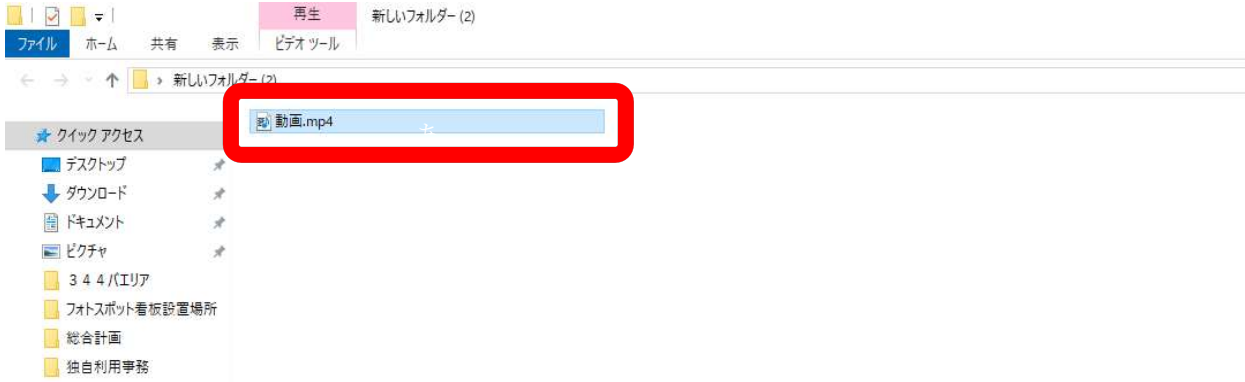 再生 新しいフォルダー (2)
ファイル ホーム 共有 表示 ビデオ ツール
新しいフォルダー (2)
動画.mp4
クイック アクセス
デスクトップ
ダウンロード
ドキュメント
ピクチャ
３４４パエリア
フォトスポット看板設置場所
総合計画
独自利用事務